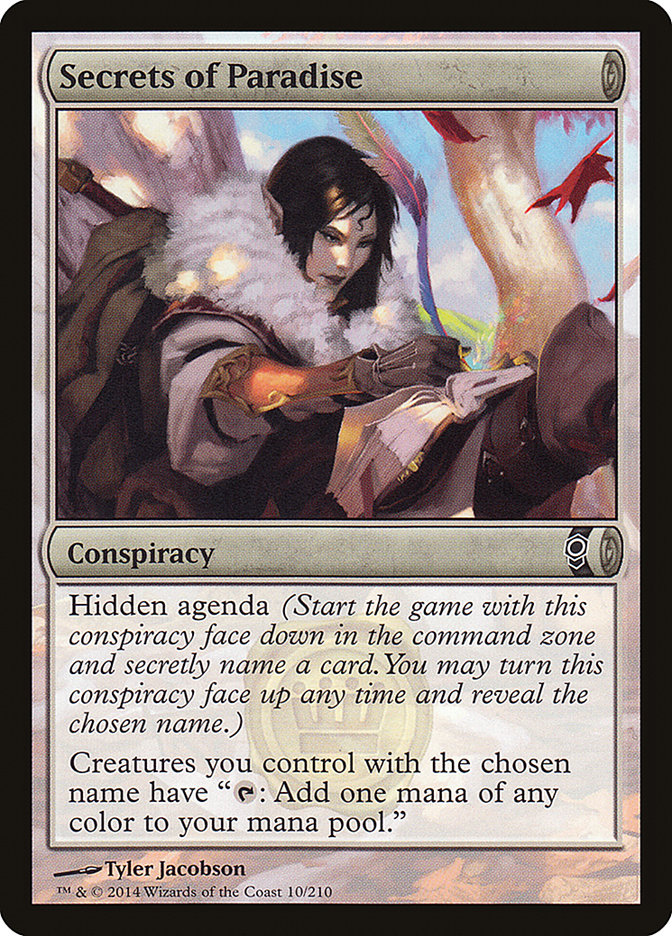 Secrets of Paradise
Conspiracy
Hidden agenda (Start the game with this
conspiracy face down in the command zone
and secretly name a card. You may turn this
conspiracy face up any time and reveal the
chosen name.)
Creatures you control with the chosen
name have “: Add one mana of any
color to your mana pool.”
Tyler Jacobson
™ & © 2014 Wizards of the Coast 10/210